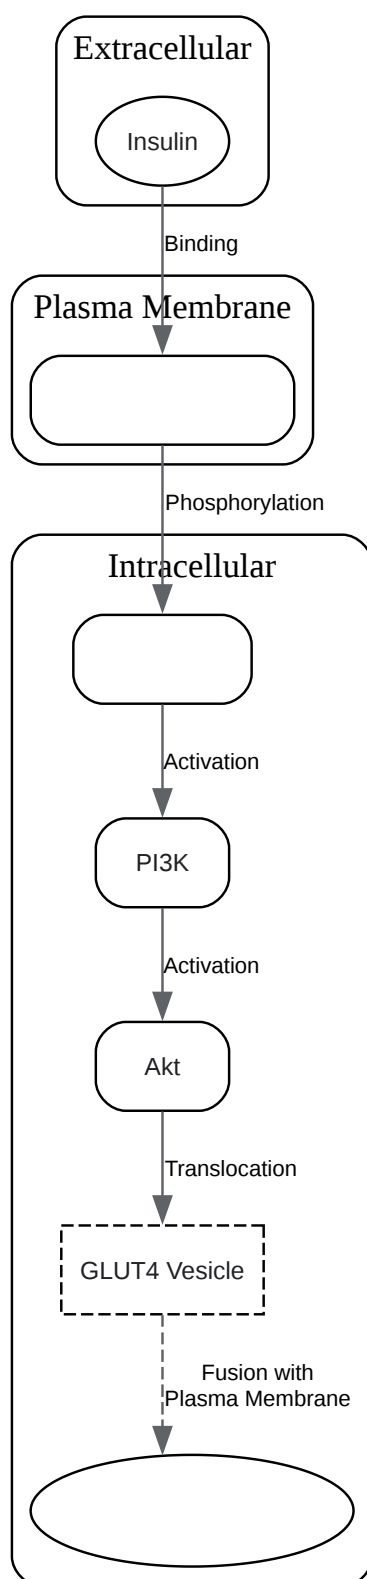 Extracellular
Insulin
Binding
Plasma Membrane
Phosphorylation
Intracellular
Activation
PI3K
Activation
Akt
Translocation
GLUT4 Vesicle
Fusion with
Plasma Membrane